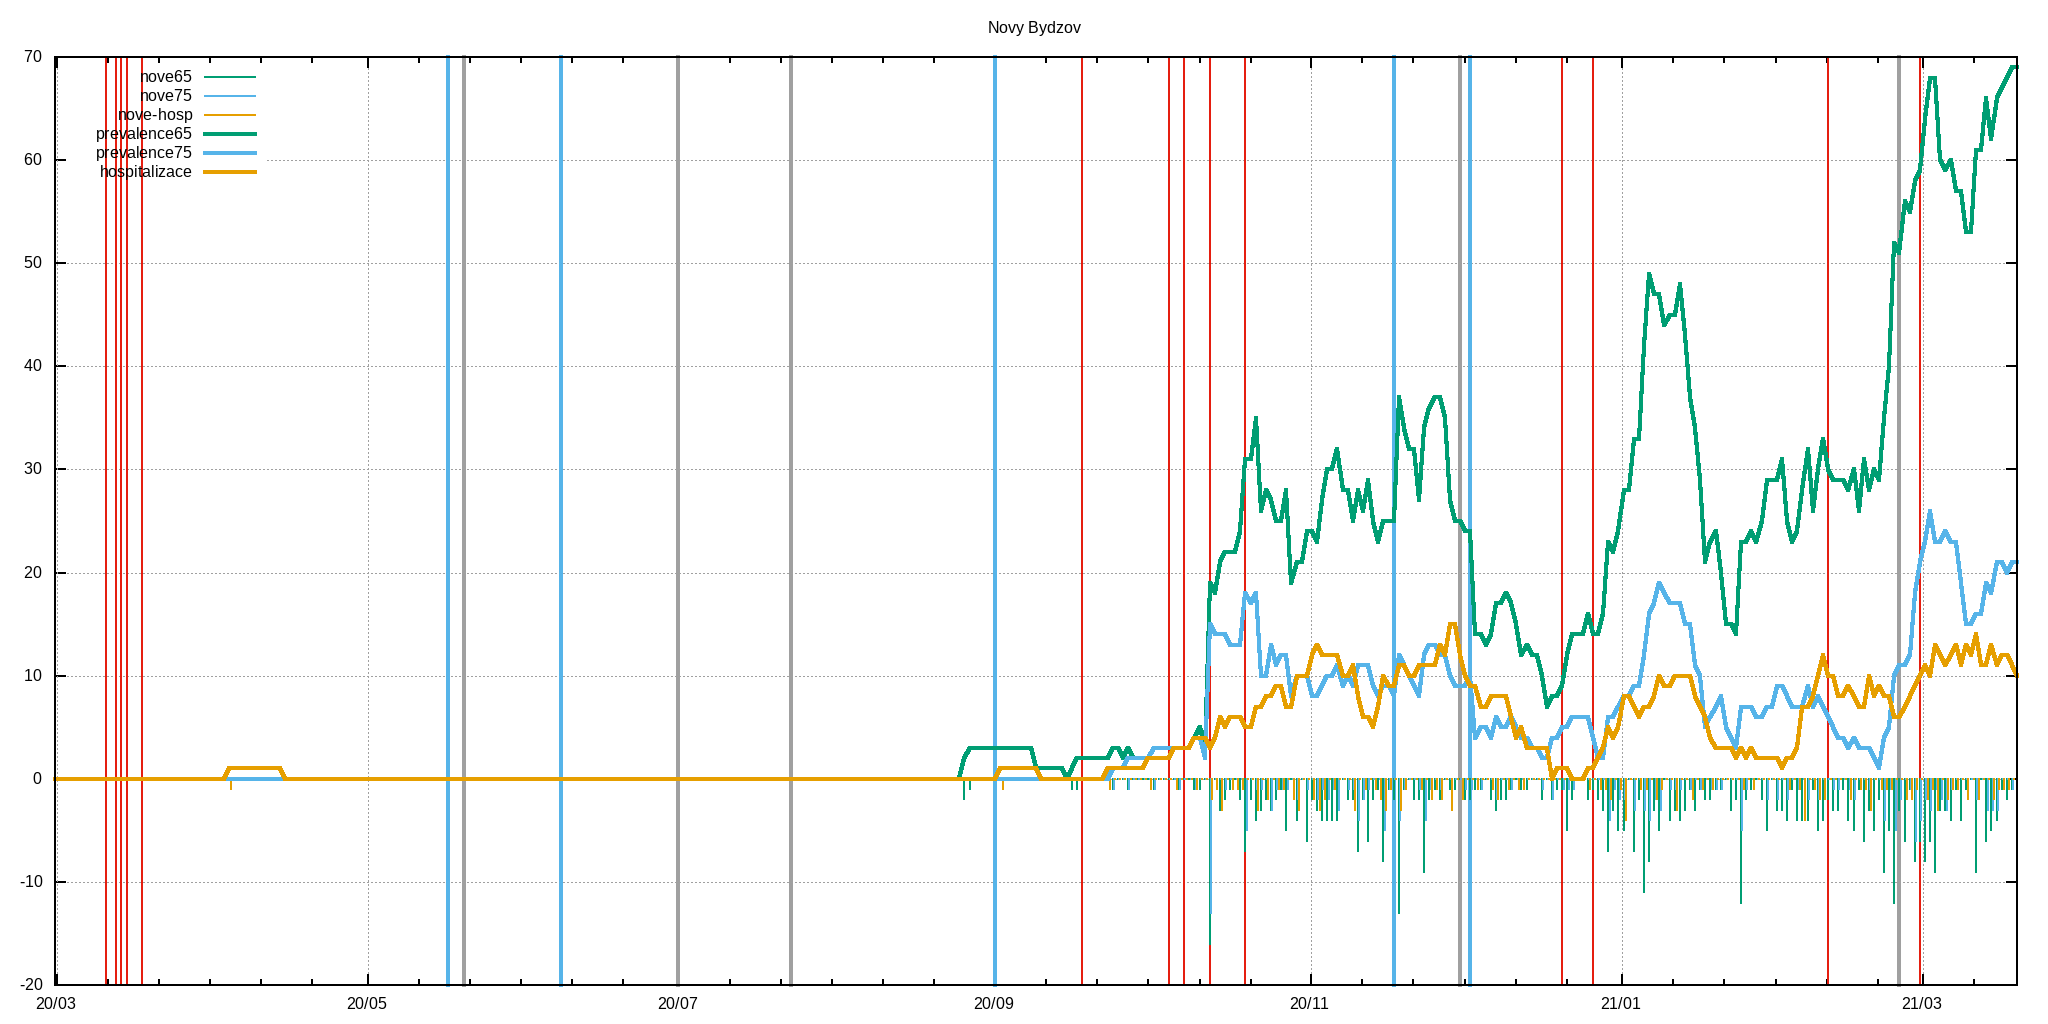 Novy Bydzov
70
60
50
40
30
20
10
0
-10
-20
nove65
nove75
nove-hosp
prevalence65
prevalence75
hospitalizace
20/03 20/05 20/07 20/09 20/11 21/01 21/03